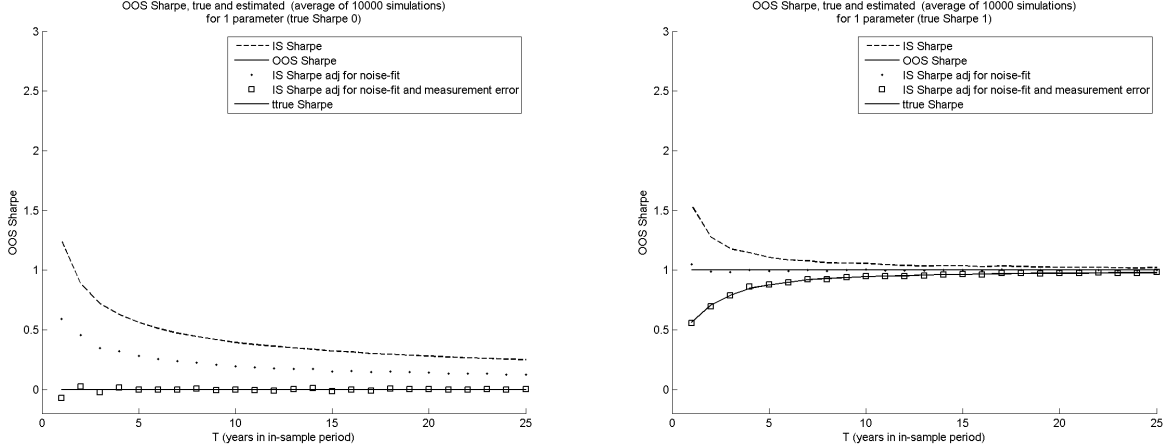 OOS Sharpe, true and estimated (average of 10000 simulations)
for 1 parameter (true Sharpe 0)
3
2.5
2
1.5
1
0.5
0
OOS Sharpe
IS Sharpe
OOS Sharpe
IS Sharpe adj for noise-fit
IS Sharpe adj for noise-fit and measurement error
ttrue Sharpe
0
5
10
15
20
25
T (years in in-sample period)
OOS Sharpe, true and estimated (average of 10000 simulations)
for 1 parameter (true Sharpe 1)
3
2.5
2
1.5
1
0.5
0
OOS Sharpe
IS Sharpe
OOS Sharpe
IS Sharpe adj for noise-fit
IS Sharpe adj for noise-fit and measurement error
ttrue Sharpe
0
5
10
15
20
25
T (years in in-sample period)